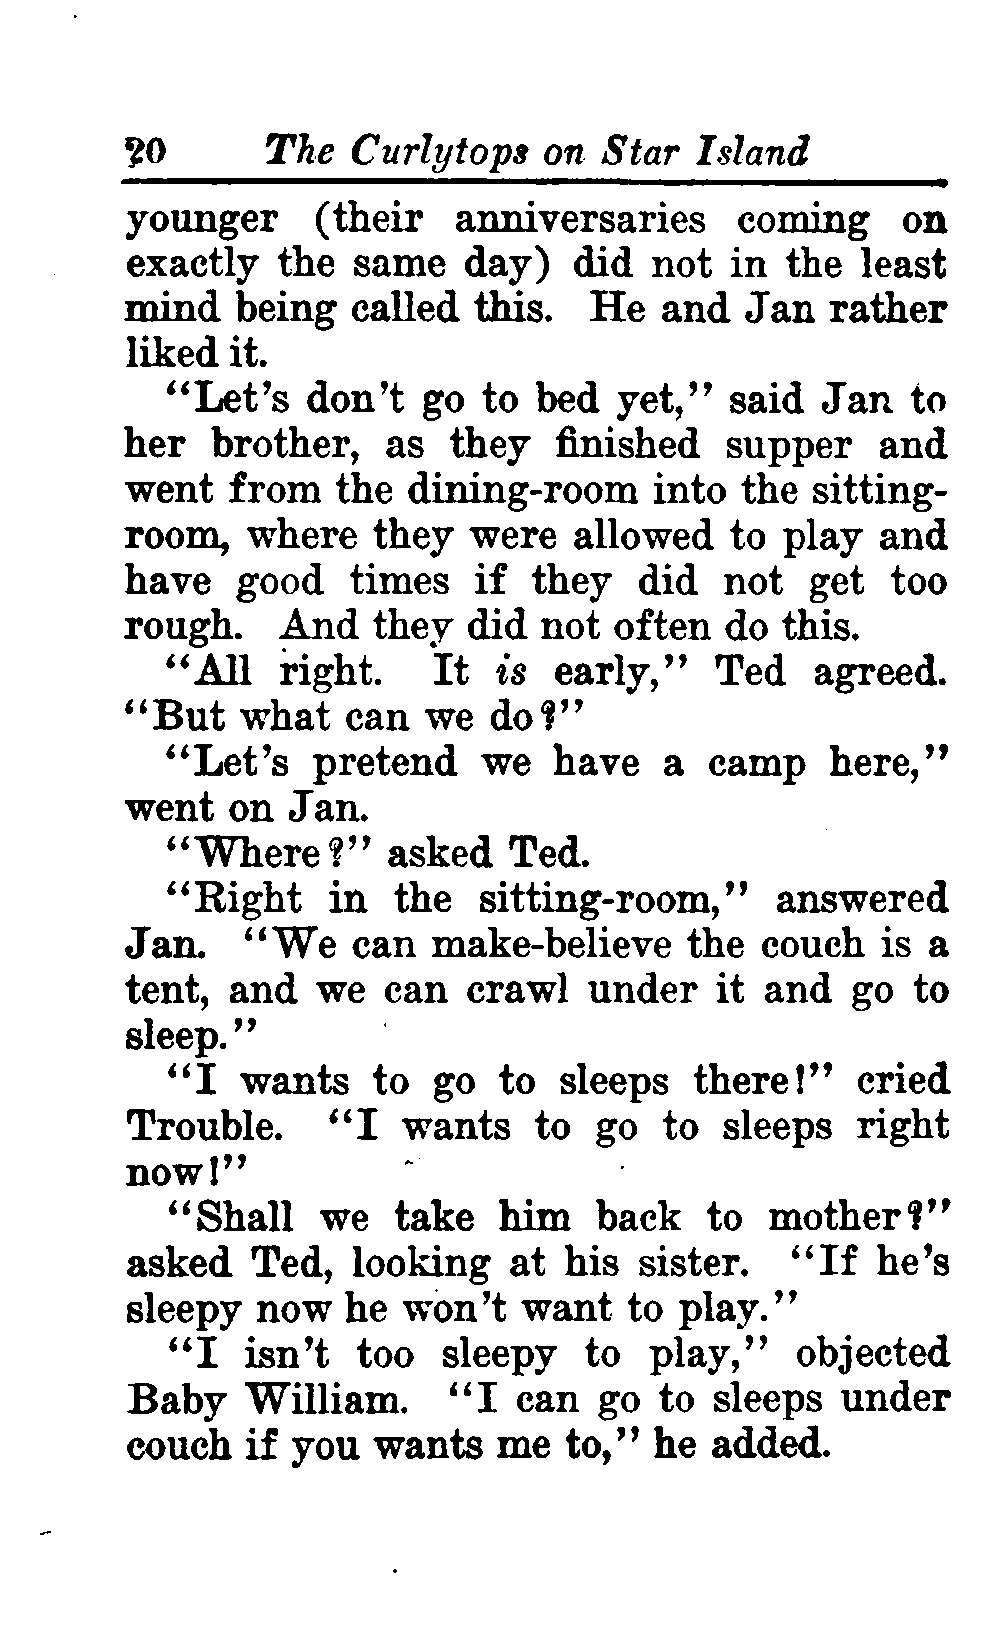 20 The Curlytops on Star Island
younger (their anniversaries coming on
exactly the same day) did not in the least
mind being called this. He and Jan rather
liked it.
“Let’s don’t go to bed yet,” said Jan to
her brother, as they finished supper and
went from the dining-room into the sitting-
room, where they were allowed to play and
have good times if they did not get too
rough. And they did not often do this.
“All right. It is early,” Ted agreed.
“But what can we do?”
“Let’s pretend we have a camp here,”
went on Jan.
“Where?” asked Ted.
“Right in the sitting-room,” answered
Jan. “We can make-believe the couch is a
tent, and we can crawl under it and go to
sleep.”
“I wants to go to sleeps there!” cried
Trouble. “I wants to go to sleeps right
now!”
“Shall we take him back to mother?”
asked Ted, looking at his sister. “If he’s
sleepy now he won’t want to play.”
“I isn’t too sleepy to play,” objected
Baby William. “I can go to sleeps under
couch if you wants me to,” he added.